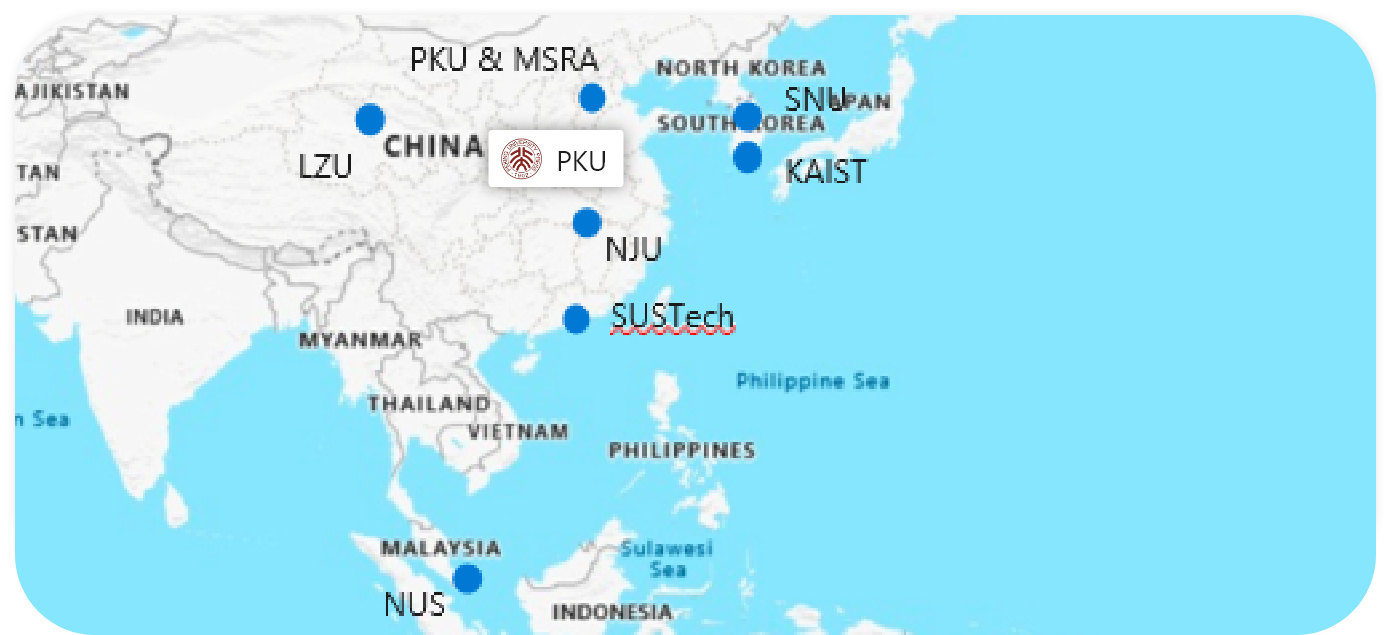 PKU & MSRA
NORTH KOREA
AJIKISTAN
SNU
PAN
SOUTH KOREA
CHINA
PKU
LZU
KAIST
TAN
STAN
NJU
INDIA
SUSTech
MYANMAR
Philippine Sea
THAILAND
n Sea
VIETNAM
PHILIPPINES
MALAYSIA
Sulawesi
Sea
NUS
INDONESIA